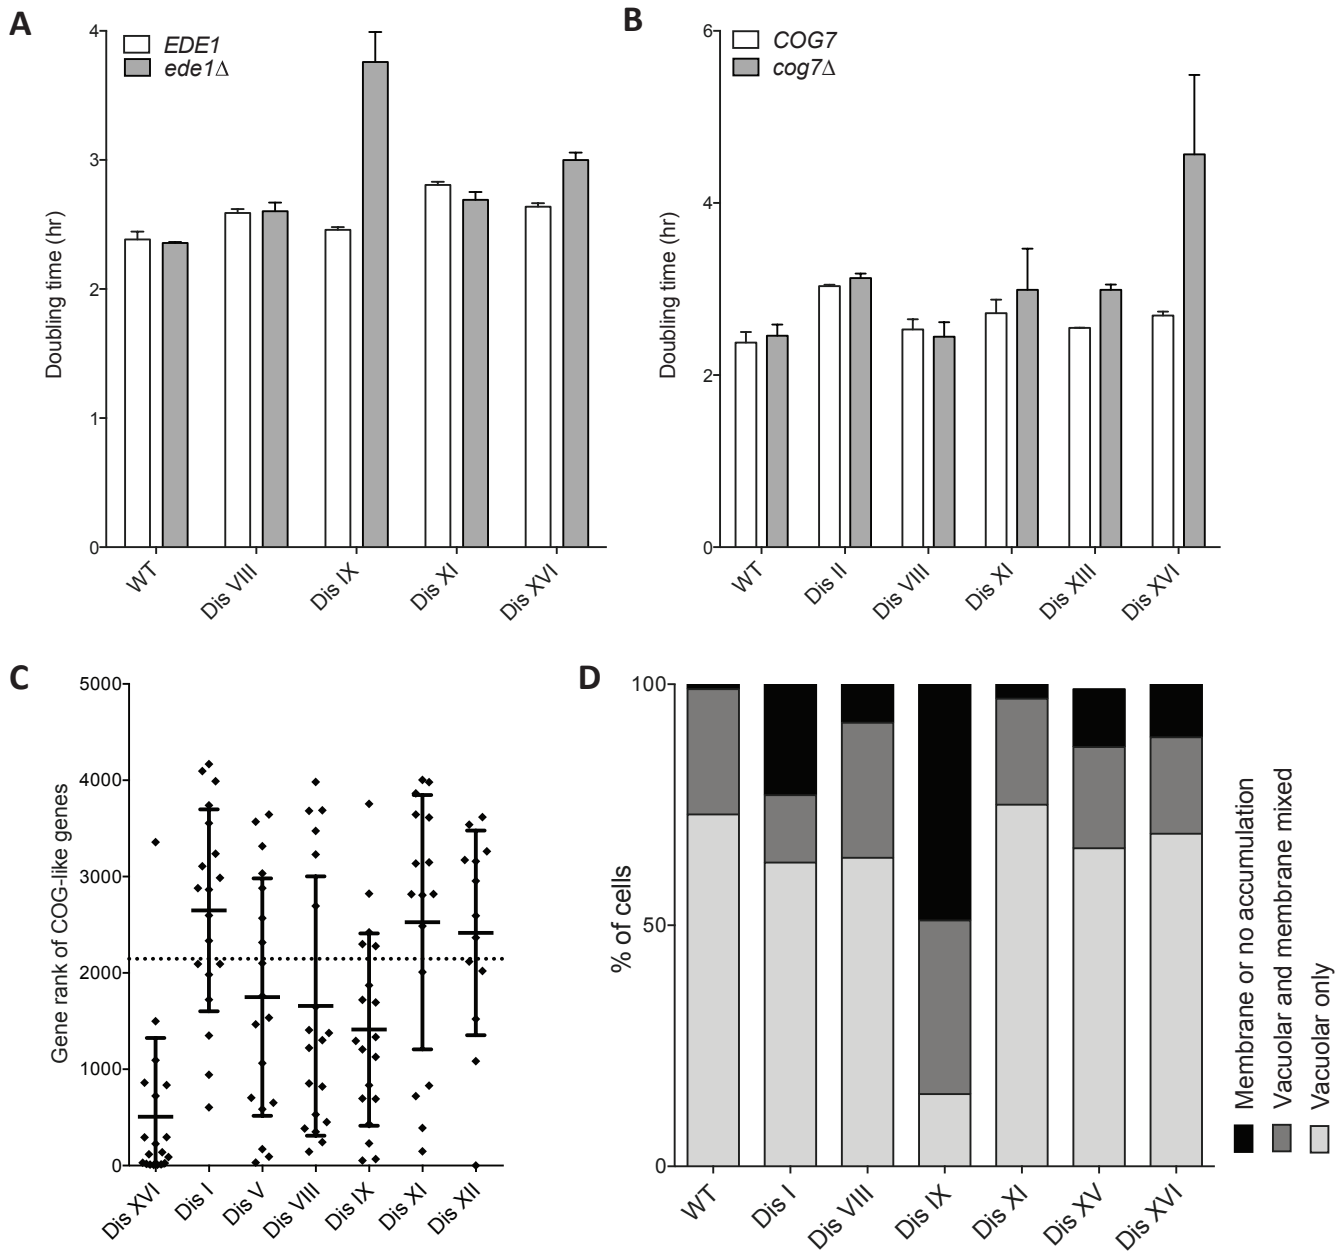 A
EDE1
ede1Δ
Doubling time (hr)
4
3
2
1
0
WT
Dis VIII
Dis IX
Dis XI
Dis XVI
B
COG7
cog7Δ
Doubling time (hr)
6
4
2
0
WT
Dis II
Dis VIII
Dis XI
Dis XIII
Dis XVI
C
Gene rank of COG-like genes
5000
4000
3000
2000
1000
0
Dis XVI
Dis I
Dis V
Dis VIII
Dis IX
Dis XI
Dis XII
D
% of cells
100
50
0
WT
Dis I
Dis VIII
Dis IX
Dis XI
Dis XV
Dis XVI
Membrane or no accumulation
Vacuolar and membrane mixed
Vacuolar only